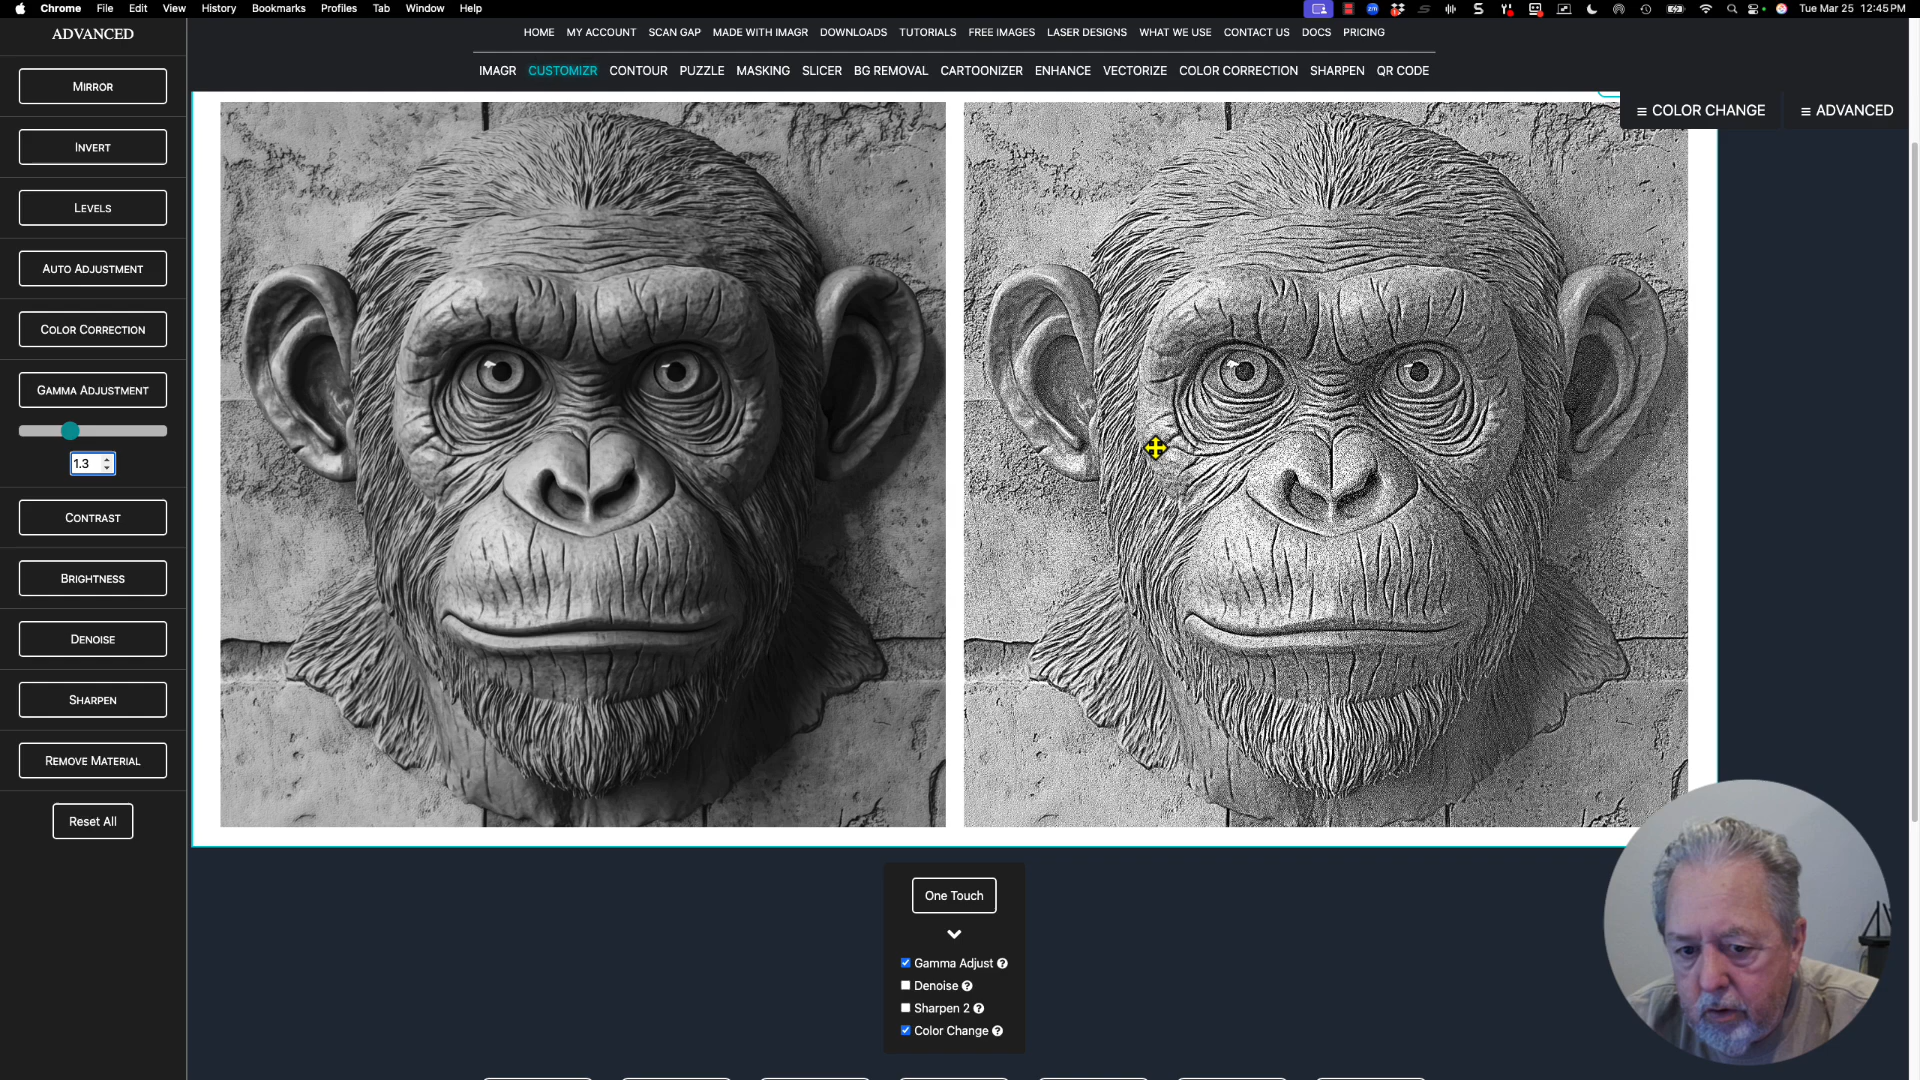 Chrome File Edit View History Bookmarks Profiles Tab Window Help
Tue Mar 25 12:45 PM
HOME MY ACCOUNT SCAN GAP MADE WITH IMAGR DOWNLOADS TUTORIALS FREE IMAGES LASER DESIGNS WHAT WE USE CONTACT US DOCS PRICING
IMAGR CUSTOMIZR CONTOUR PUZZLE MASKING SLICER BG REMOVAL CARTOONIZER ENHANCE VECTORIZE COLOR CORRECTION SHARPEN QR CODE
≡ COLOR CHANGE ≡ ADVANCED
ADVANCED
MIRROR
INVERT
LEVELS
AUTO ADJUSTMENT
COLOR CORRECTION
GAMMA ADJUSTMENT
1.3
CONTRAST
BRIGHTNESS
DENOISE
SHARPEN
REMOVE MATERIAL
Reset All
One Touch
Gamma Adjust ?
Denoise ?
Sharpen 2 ?
Color Change ?